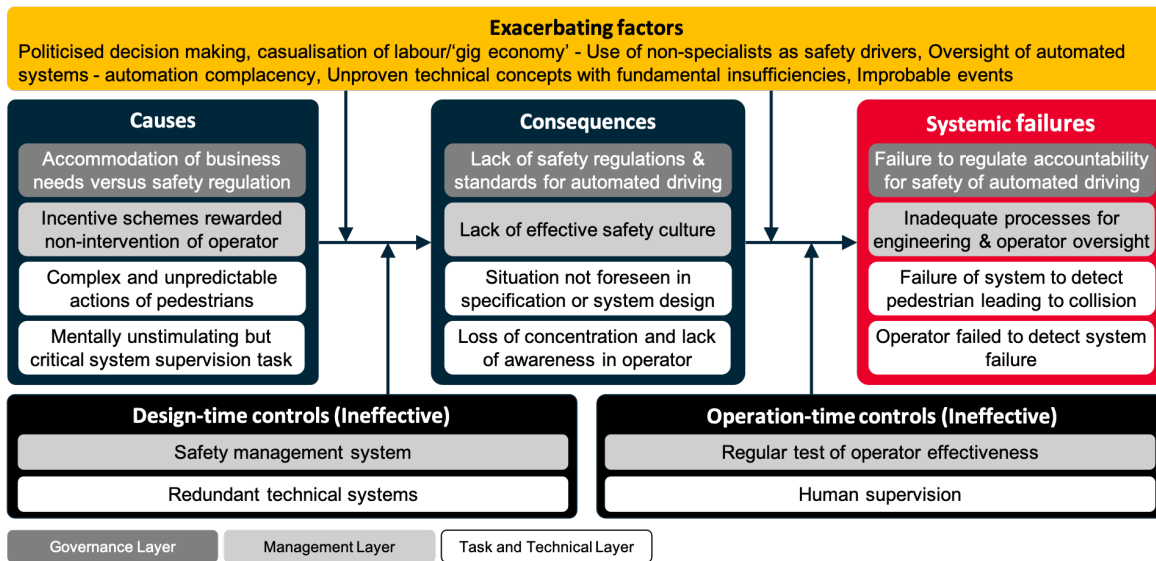 Exacerbating factors
Politicised decision making, casualisation of labour/‘gig economy’ - Use of non-specialists as safety drivers, Oversight of automated
systems - automation complacency, Unproven technical concepts with fundamental insufficiencies, Improbable events
Causes
Accommodation of business
needs versus safety regulation
Incentive schemes rewarded
non-intervention of operator
Complex and unpredictable
actions of pedestrians
Mentally unstimulating but
critical system supervision task
Consequences
Lack of safety regulations &
standards for automated driving
Lack of effective safety culture
Situation not foreseen in
specification or system design
Loss of concentration and lack
of awareness in operator
Systemic failures
Failure to regulate accountability
for safety of automated driving
Inadequate processes for
engineering & operator oversight
Failure of system to detect
pedestrian leading to collision
Operator failed to detect system
failure
Design-time controls (Ineffective)
Safety management system
Redundant technical systems
Operation-time controls (Ineffective)
Regular test of operator effectiveness
Human supervision
Governance Layer
Management Layer
Task and Technical Layer